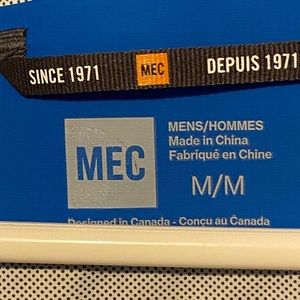 SINCE 1971 MEC DEPUIS 1971
MEC
MENS/HOMMES
Made in China
Fabriqué en Chine
M/M
Designed in Canada - Conçu au Canada